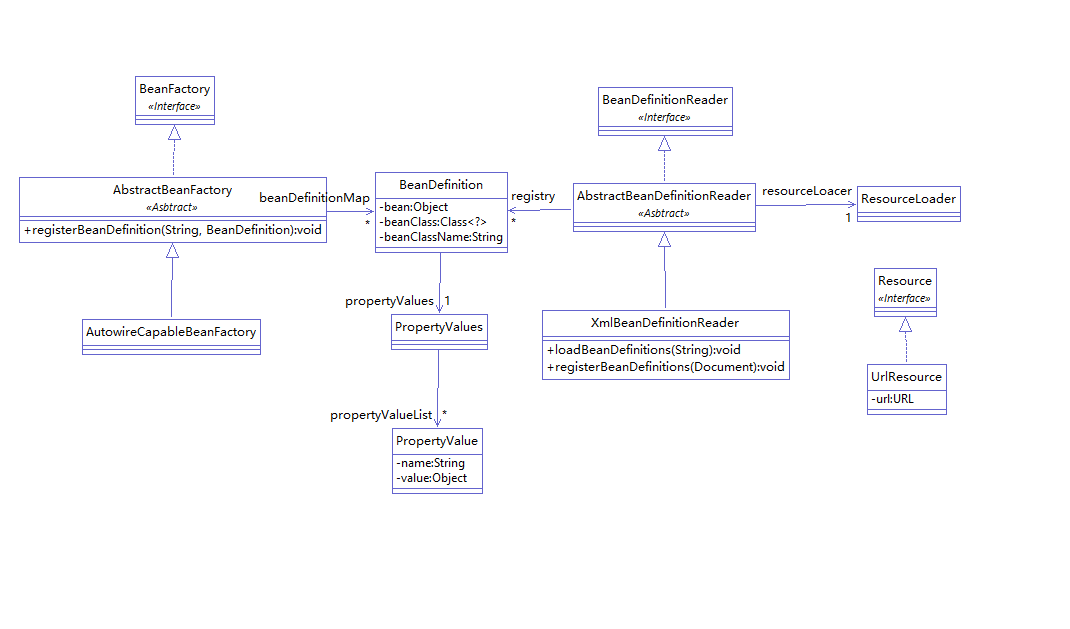 BeanFactory
«Interface»
BeanDefinitionReader
«Interface»
AbstractBeanFactory
«Asbtract»
+registerBeanDefinition(String, BeanDefinition):void
beanDefinitionMap
*
BeanDefinition
-bean:Object
-beanClass:Class<?>
-beanClassName:String
registry
*
AbstractBeanDefinitionReader
«Asbtract»
resourceLoacer
1
ResourceLoader
Resource
«Interface»
propertyValues
1
AutowireCapableBeanFactory
PropertyValues
XmlBeanDefinitionReader
+loadBeanDefinitions(String):void
+registerBeanDefinitions(Document):void
UrlResource
-url:URL
propertyValueList
*
PropertyValue
-name:String
-value:Object